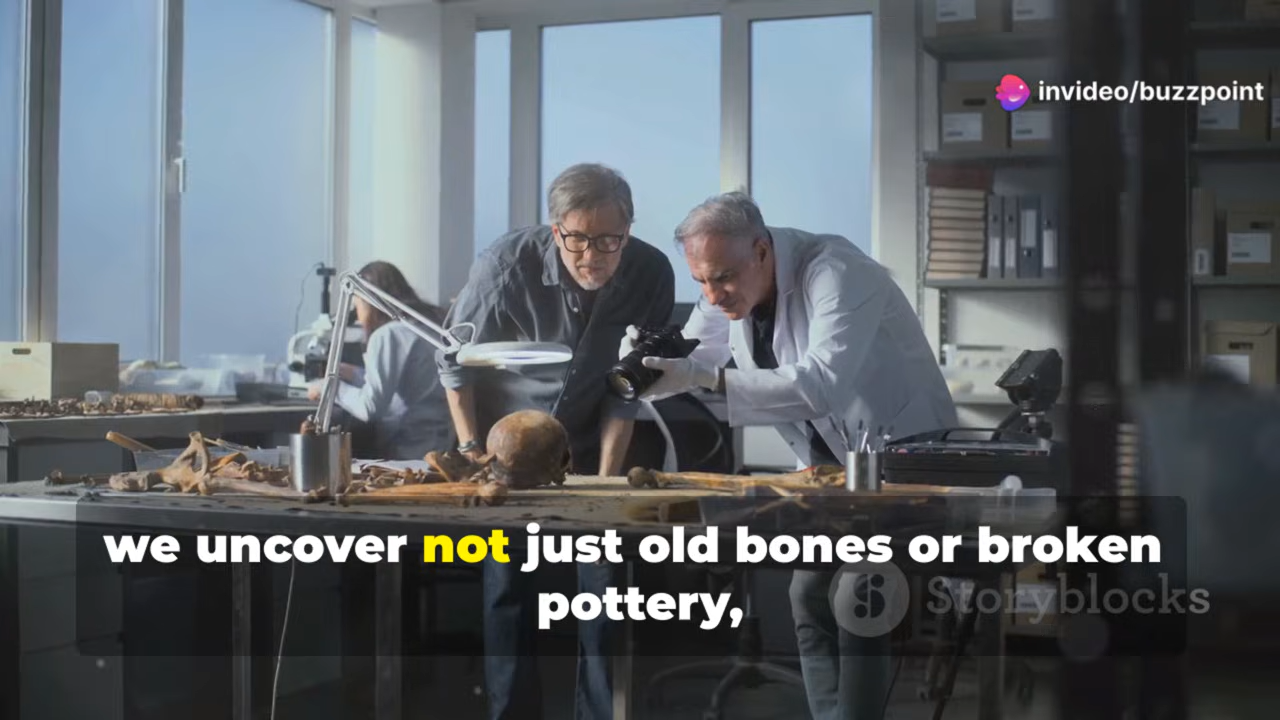 invideo/buzzpoint
we uncover not just old bones or broken
pottery,
Storyblocks